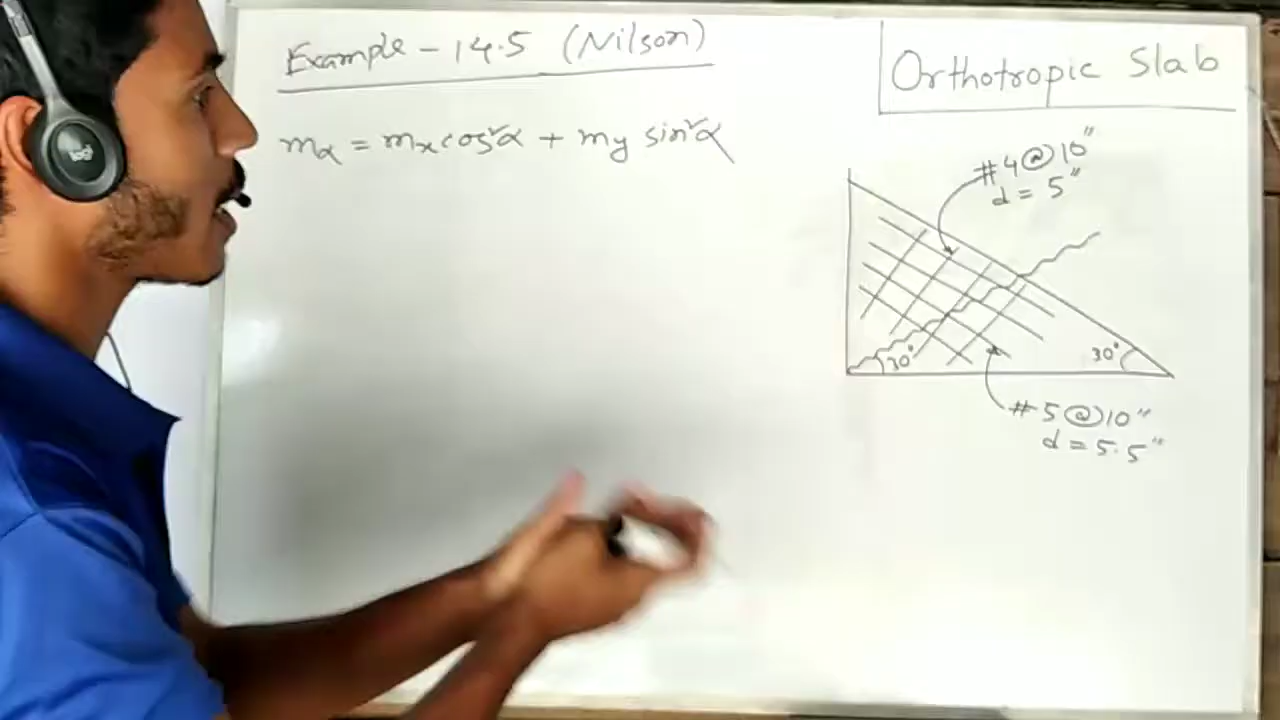 Example - 14.5 (Nilson)
Orthotropic Slab
mα = mx cos²α + my sin²α
#4@10"
d = 5"
30°
30°
#5@10"
d = 5.5"
logi